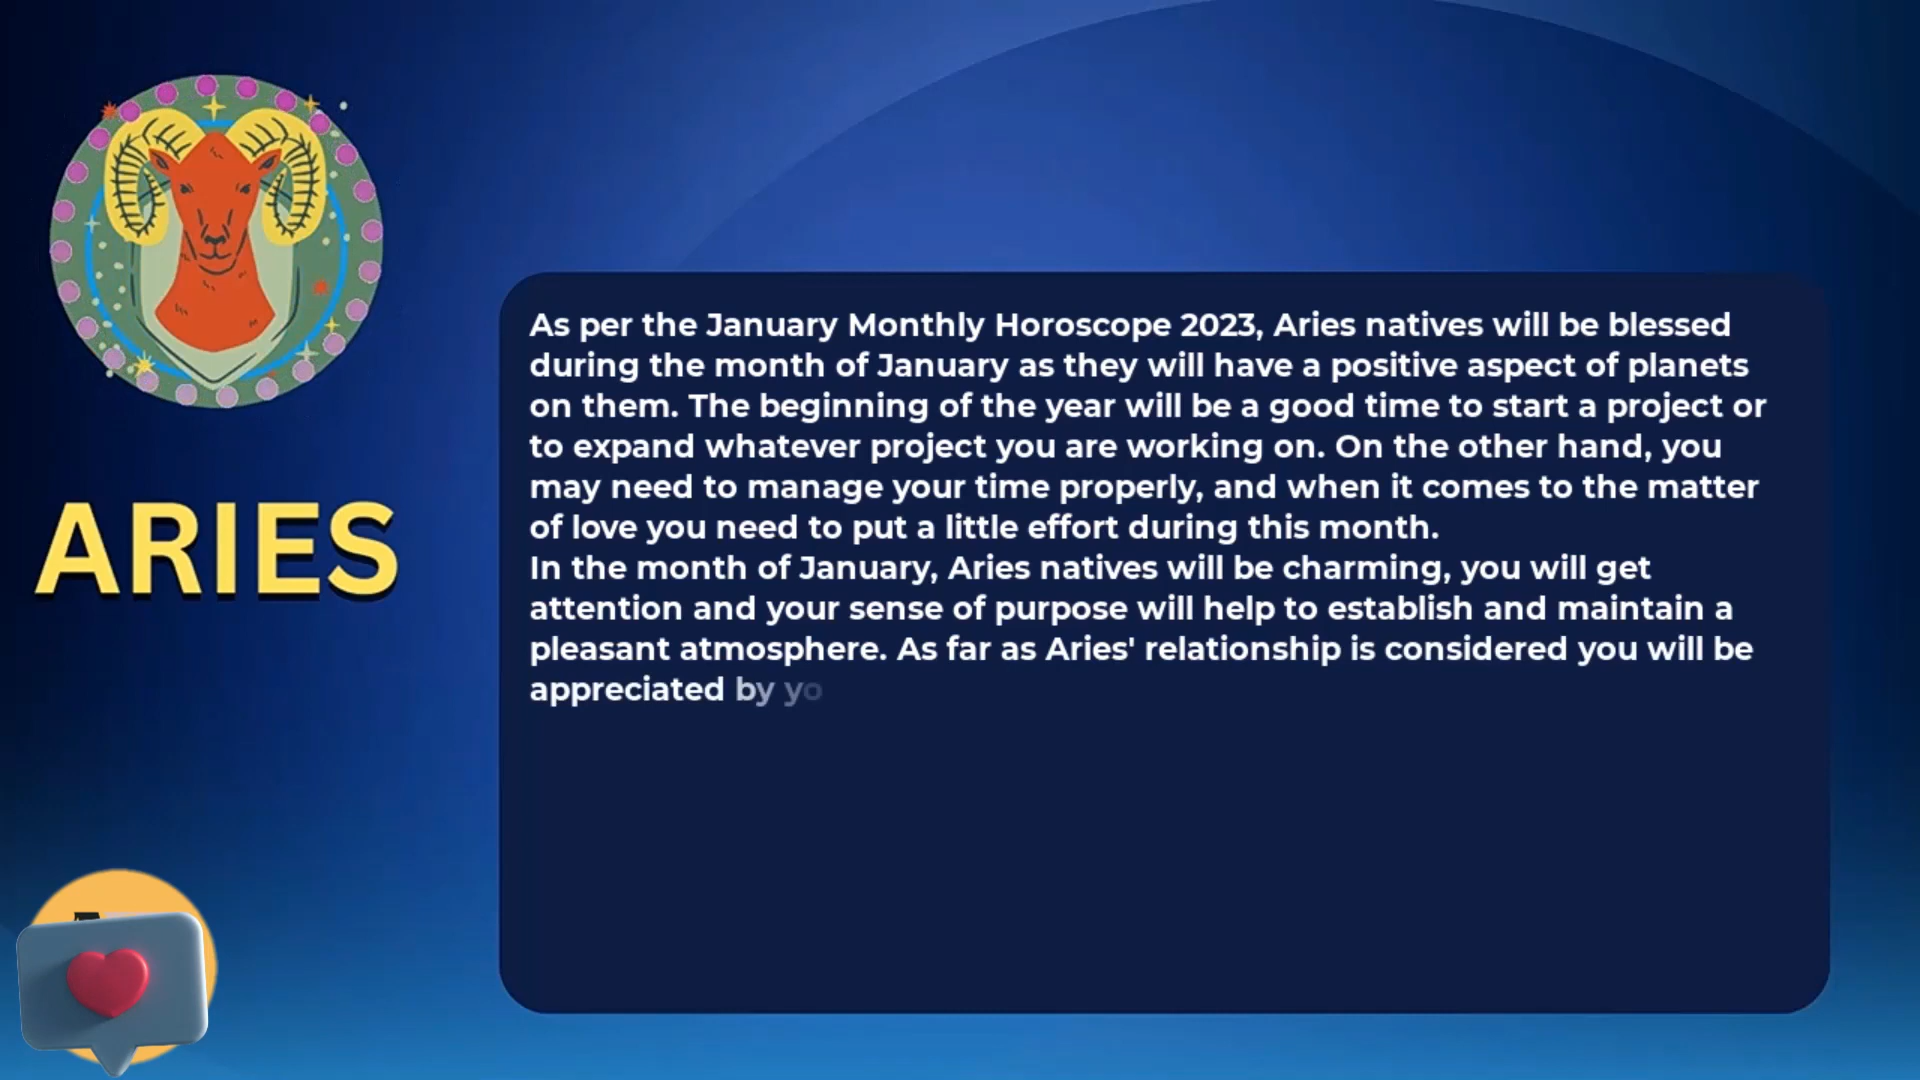 ARIES
As per the January Monthly Horoscope 2023, Aries natives will be blessed
during the month of January as they will have a positive aspect of planets
on them. The beginning of the year will be a good time to start a project or
to expand whatever project you are working on. On the other hand, you
may need to manage your time properly, and when it comes to the matter
of love you need to put a little effort during this month.
In the month of January, Aries natives will be charming, you will get
attention and your sense of purpose will help to establish and maintain a
pleasant atmosphere. As far as Aries' relationship is considered you will be
appreciated by yo